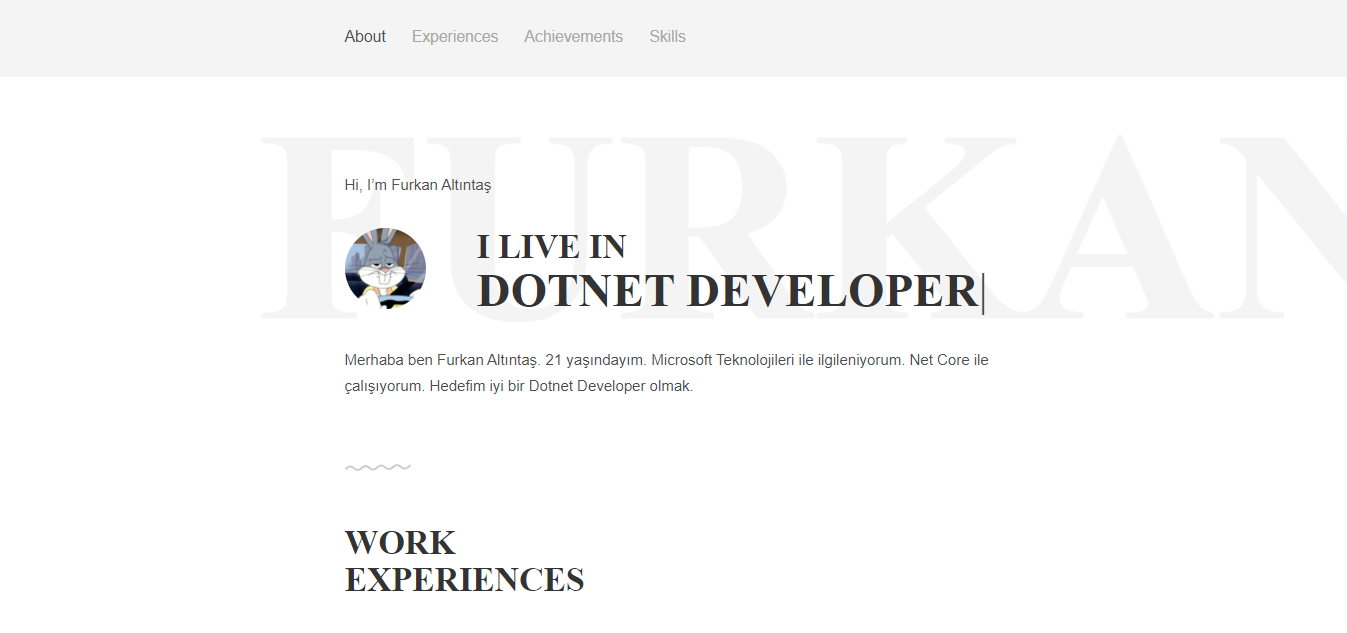 About Experiences Achievements Skills
FURKAN
Hi, I’m Furkan Altıntaş
I LIVE IN
DOTNET DEVELOPER|
Merhaba ben Furkan Altıntaş. 21 yaşındayım. Microsoft Teknolojileri ile ilgileniyorum. Net Core ile
çalışıyorum. Hedefim iyi bir Dotnet Developer olmak.
WORK
EXPERIENCES